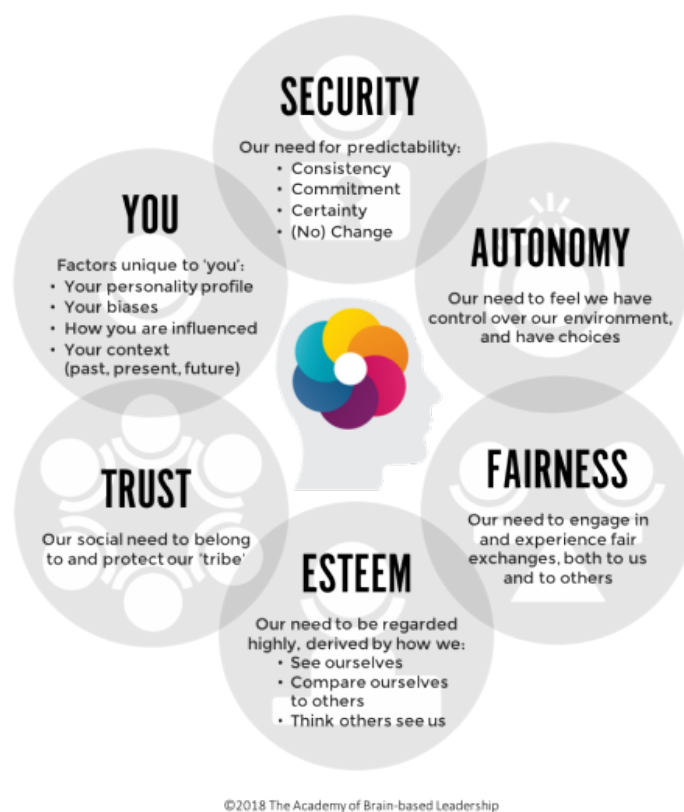 SECURITY
Our need for predictability:
• Consistency
• Commitment
• Certainty
• (No) Change
AUTONOMY
Our need to feel we have
control over our environment,
and have choices
FAIRNESS
Our need to engage in
and experience fair
exchanges, both to us
and to others
ESTEEM
Our need to be regarded
highly, derived by how we:
• See ourselves
• Compare ourselves
to others
• Think others see us
TRUST
Our social need to belong
to and protect our 'tribe'
YOU
Factors unique to 'you':
• Your personality profile
• Your biases
• How you are influenced
• Your context
(past, present, future)
©2018 The Academy of Brain-based Leadership